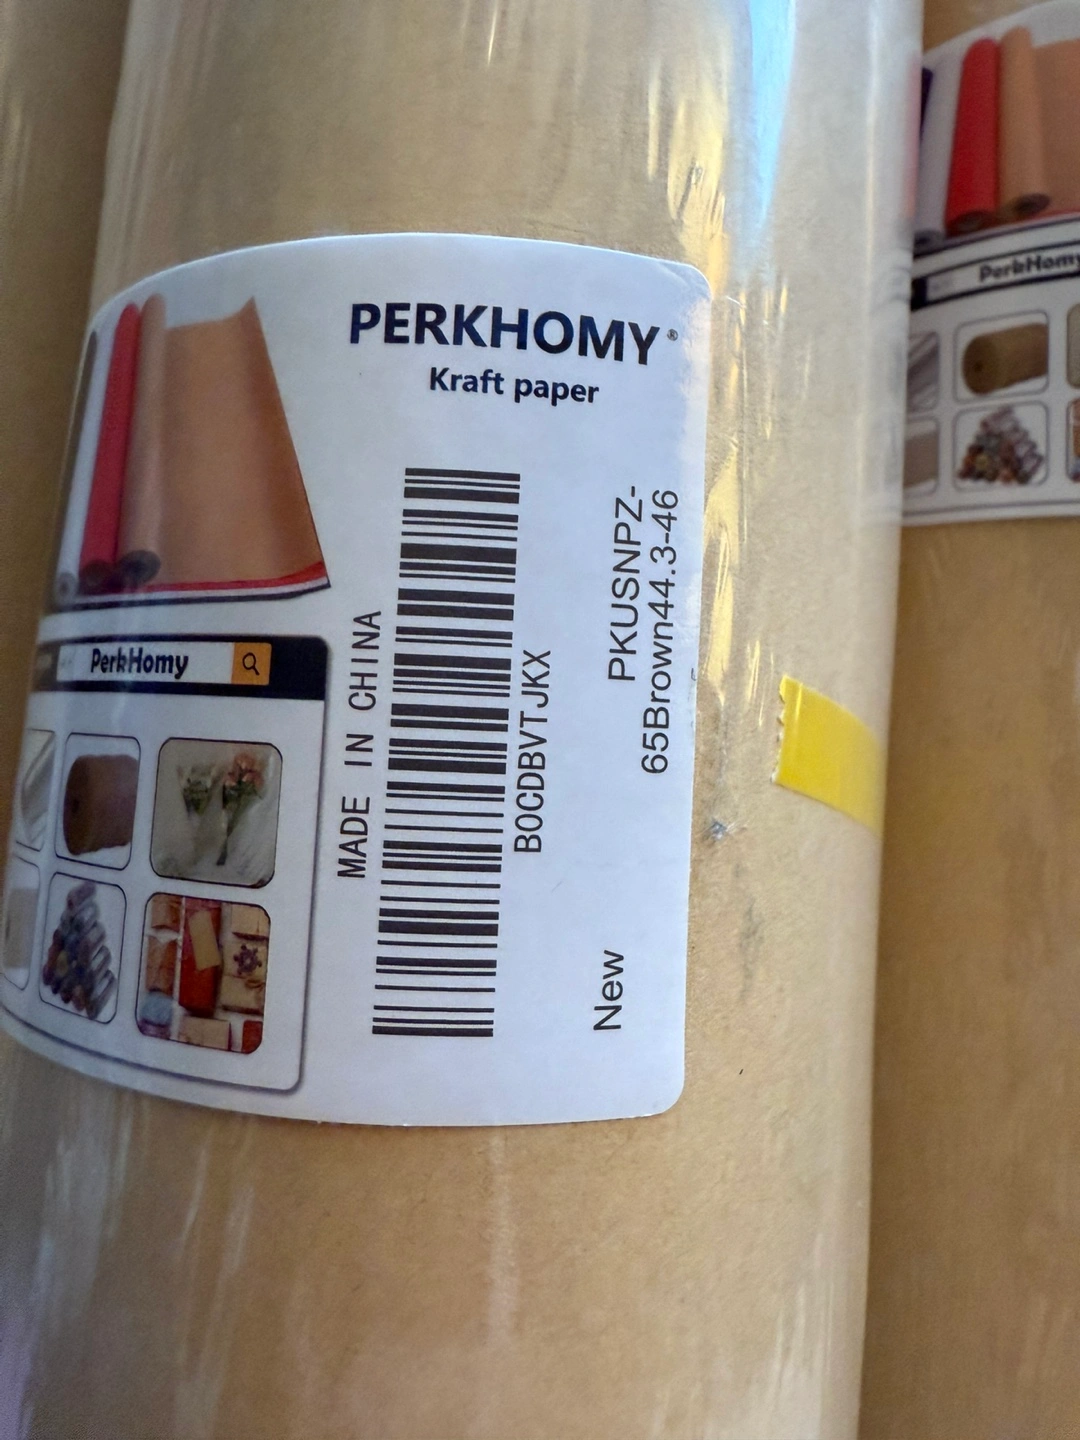 PERKHOMY®
Kraft paper
MADE IN CHINA
B0CDBVTJKX
PKUSNPZ-
65Brown44.3-46
New
PerkHomy
PerkHomy